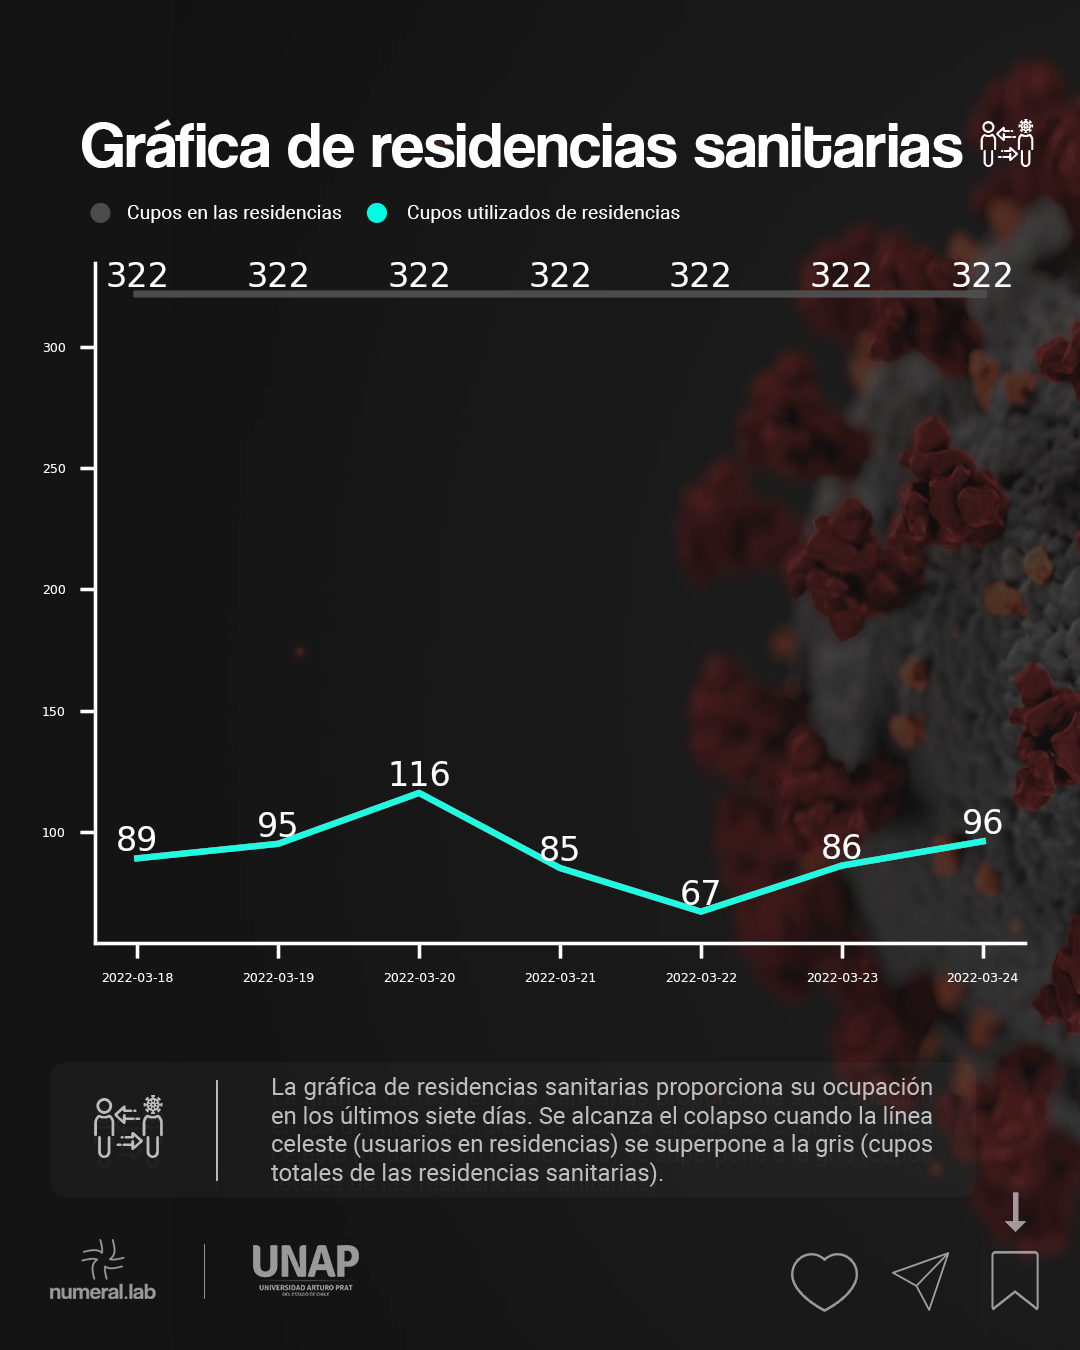 Gráfica de residencias sanitarias
Cupos en las residencias Cupos utilizados de residencias
322 322 322 322 322 322 322
300
250
200
150
100
89 95 116 85 67 86 96
2022-03-18 2022-03-19 2022-03-20 2022-03-21 2022-03-22 2022-03-23 2022-03-24
La gráfica de residencias sanitarias proporciona su ocupación
en los últimos siete días. Se alcanza el colapso cuando la línea
celeste (usuarios en residencias) se superpone a la gris (cupos
totales de las residencias sanitarias).
numeral.lab
UNAP
UNIVERSIDAD ARTURO PRAT
DEL ESTADO DE CHILE